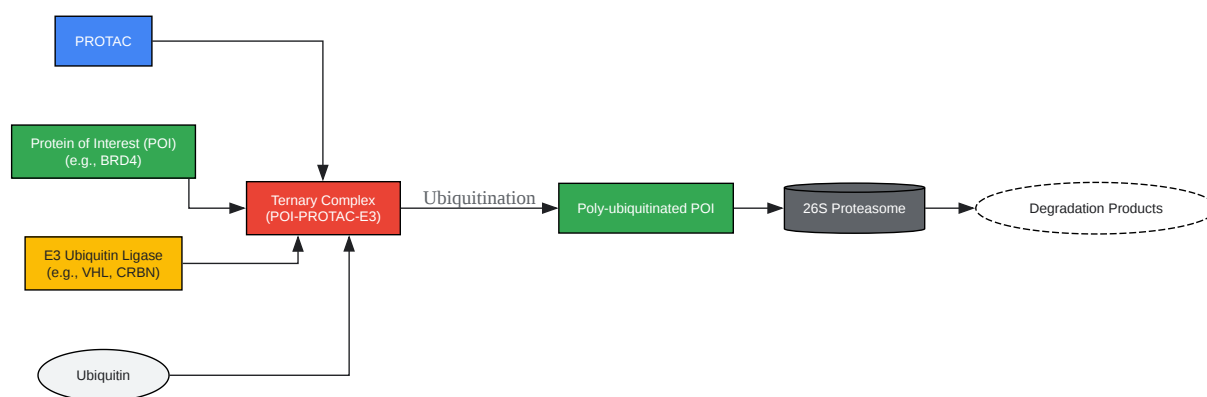 PROTAC
Protein of Interest (POI)
(e.g., BRD4)
E3 Ubiquitin Ligase
(e.g., VHL, CRBN)
Ubiquitin
Ternary Complex
(POI-PROTAC-E3)
Ubiquitination
Poly-ubiquitinated POI
26S Proteasome
Degradation Products